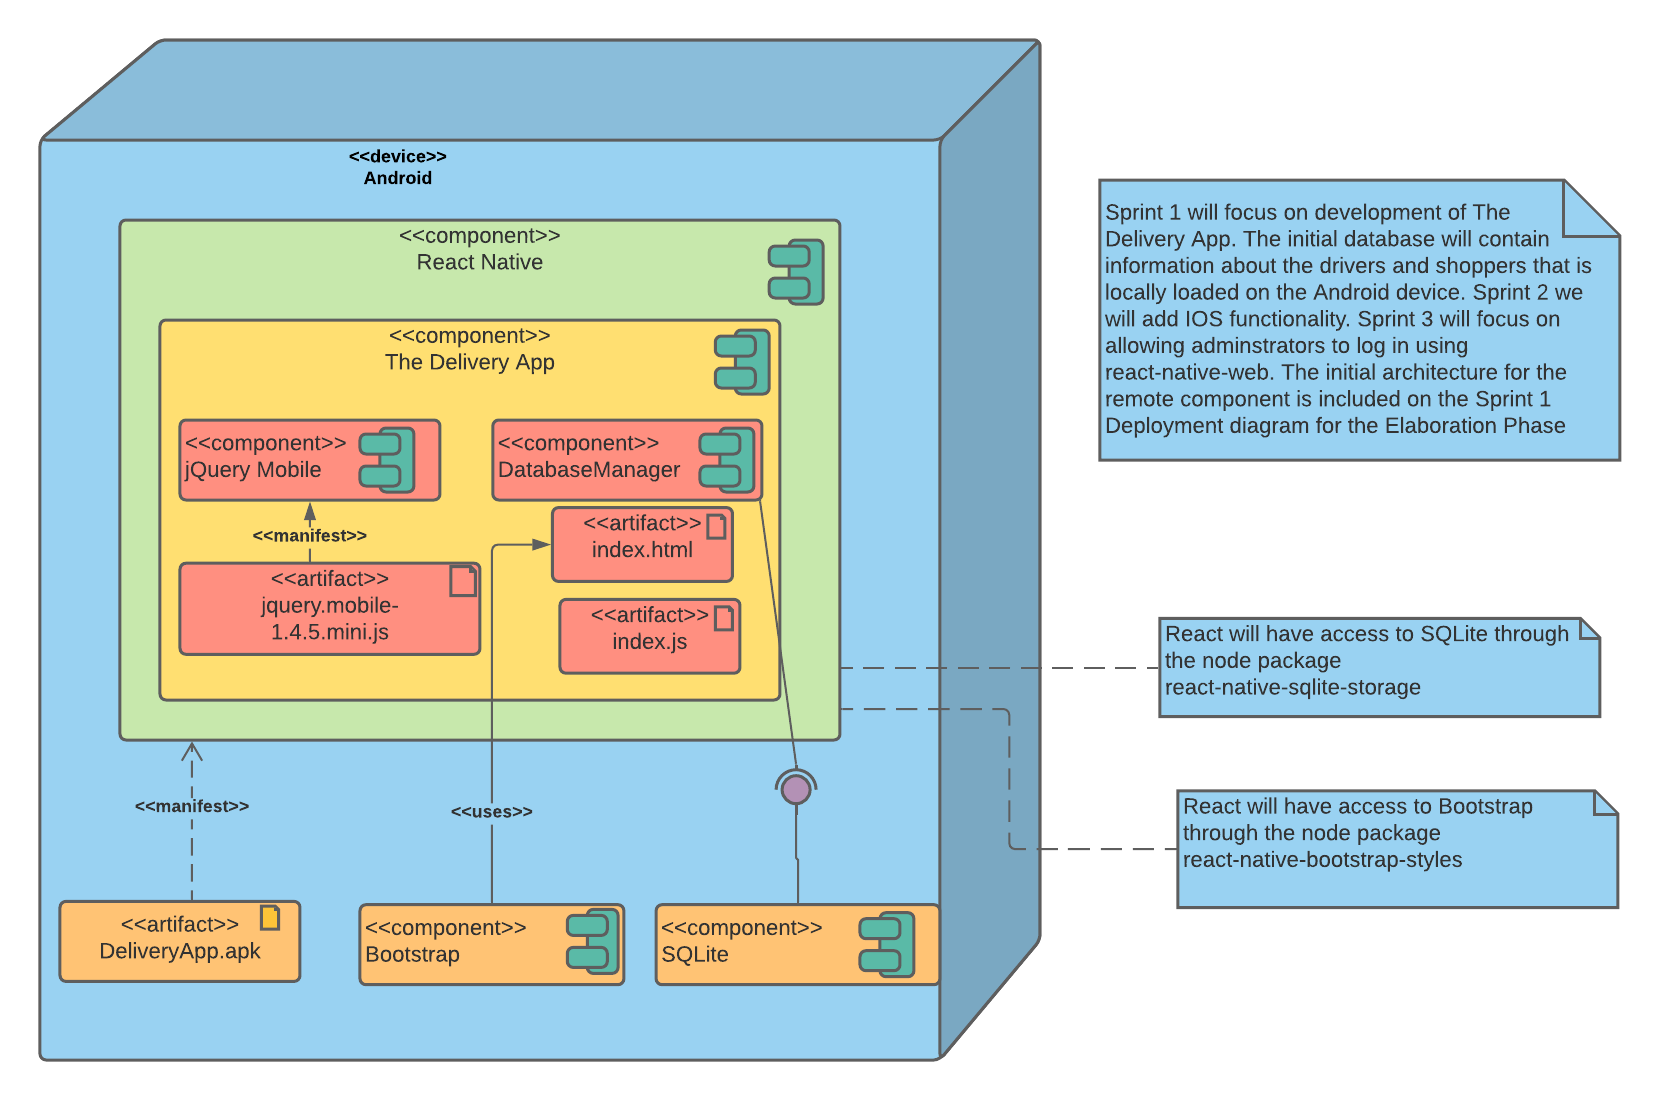 <<device>>
Android
<<component>>
React Native
<<component>>
The Delivery App
<<component>>
jQuery Mobile
<<component>>
DatabaseManager
<<manifest>>
<<artifact>>
index.html
<<artifact>>
jquery.mobile-
1.4.5.mini.js
<<artifact>>
index.js
<<manifest>>
<<uses>>
<<artifact>>
DeliveryApp.apk
<<component>>
Bootstrap
<<component>>
SQLite
Sprint 1 will focus on development of The
Delivery App. The initial database will contain
information about the drivers and shoppers that is
locally loaded on the Android device. Sprint 2 we
will add IOS functionality. Sprint 3 will focus on
allowing adminstrators to log in using
react-native-web. The initial architecture for the
remote component is included on the Sprint 1
Deployment diagram for the Elaboration Phase
React will have access to SQLite through
the node package
react-native-sqlite-storage
React will have access to Bootstrap
through the node package
react-native-bootstrap-styles